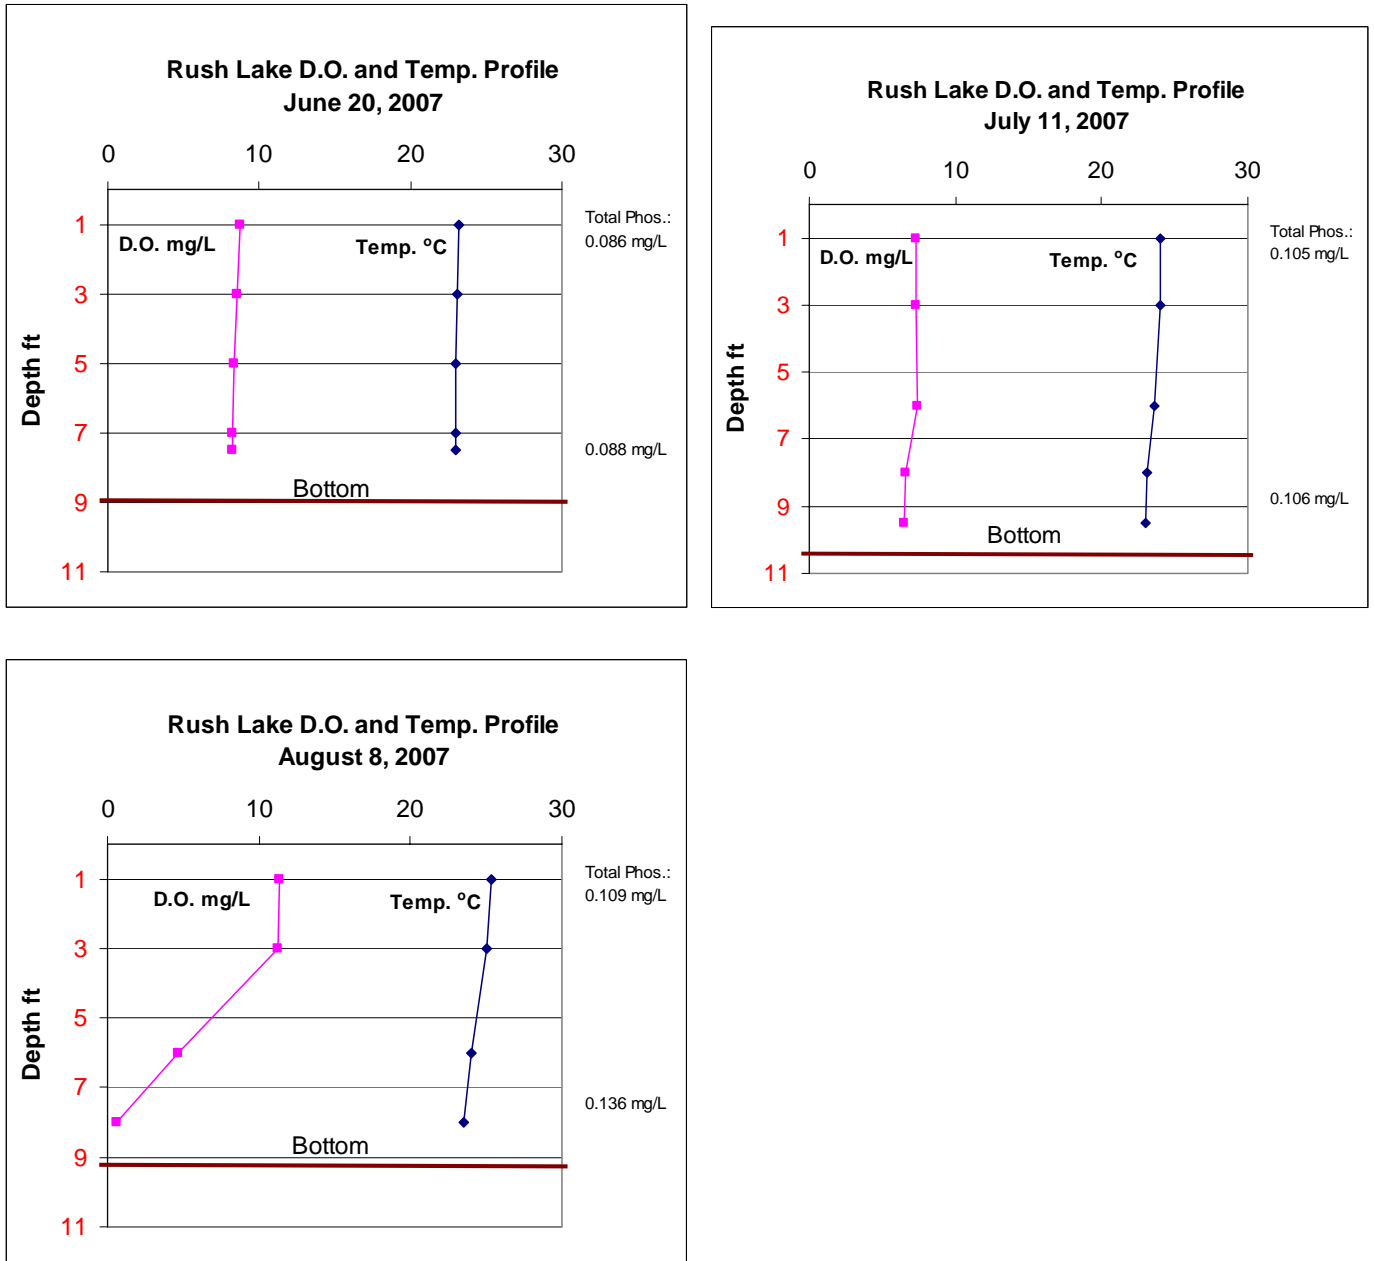 Rush Lake D.O. and Temp. Profile
June 20, 2007
0 10 20 30
Total Phos.:
0.086 mg/L
1
D.O. mg/L Temp. °C
3
5
7
0.088 mg/L
Bottom
9
11
Depth ft
Rush Lake D.O. and Temp. Profile
July 11, 2007
0 10 20 30
Total Phos.:
0.105 mg/L
1
D.O. mg/L Temp. °C
3
5
7
0.106 mg/L
9
Bottom
11
Depth ft
Rush Lake D.O. and Temp. Profile
August 8, 2007
0 10 20 30
Total Phos.:
0.109 mg/L
1
D.O. mg/L Temp. °C
3
5
7
0.136 mg/L
Bottom
9
11
Depth ft